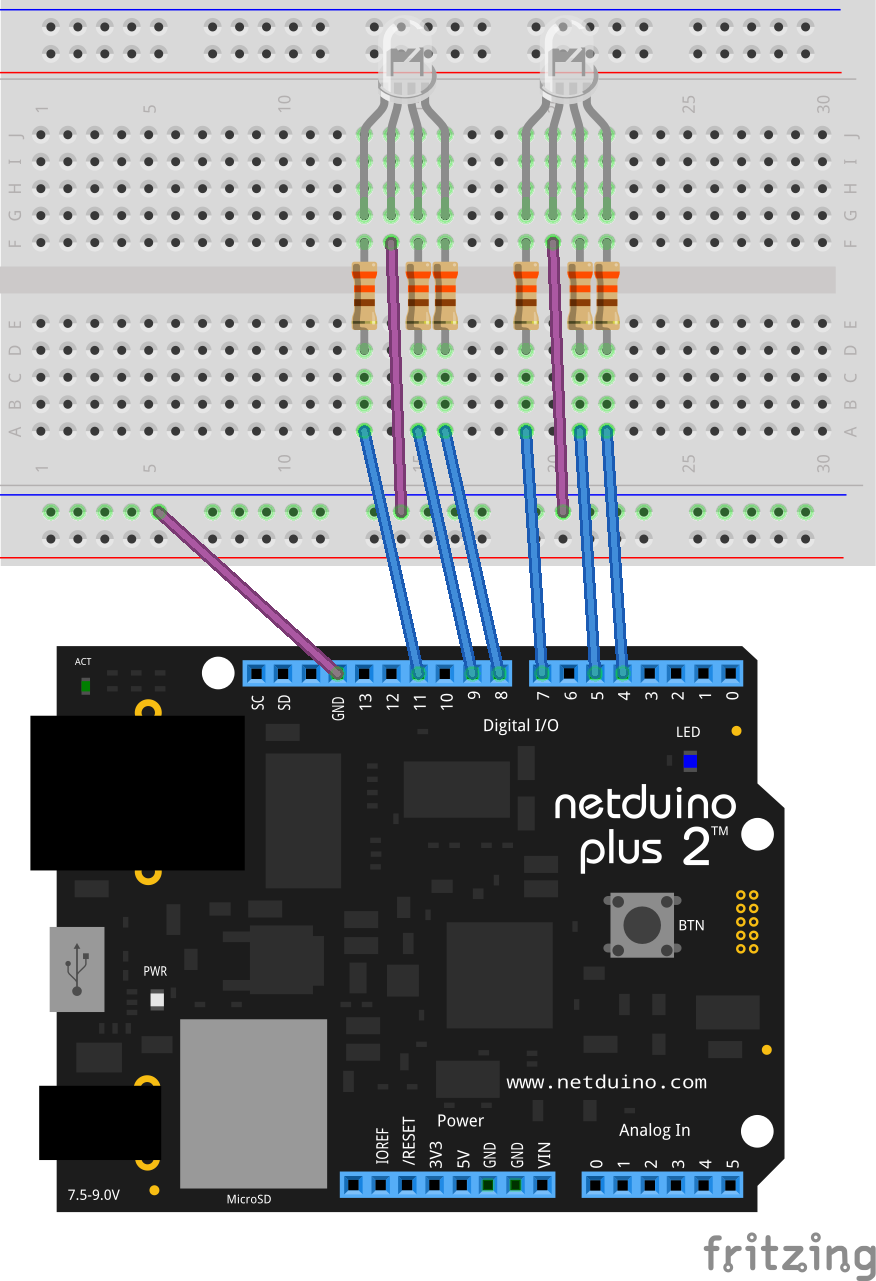 1 5 10 25 30
J J
I I
H H
G G
F F
E E
D D
C C
B B
A A
1 5 10 15 20 25 30
ACT
SC SD GND 13 12 11 10 9 8 7 6 5 4 3 2 1 0
Digital I/O
LED
netduino
plus 2™
BTN
PWR
www.netduino.com
Power
Analog In
IOREF /RESET 3V3 5V GND GND VIN 0 1 2 3 4 5
7.5-9.0V
MicroSD
fritzing